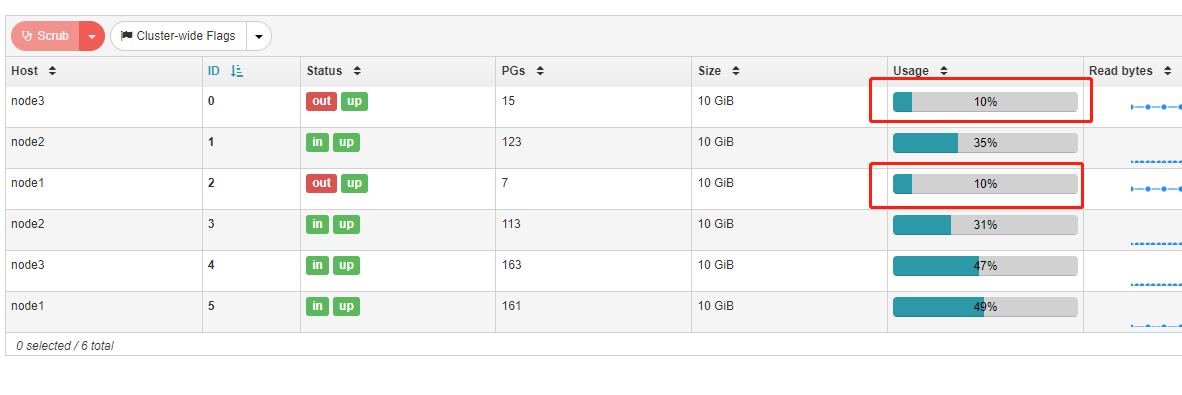 Scrub Cluster-wide Flags
Host ID Status PGs Size Usage Read bytes
node3 0 out up 15 10 GiB 10%
node2 1 in up 123 10 GiB 35%
node1 2 out up 7 10 GiB 10%
node2 3 in up 113 10 GiB 31%
node3 4 in up 163 10 GiB 47%
node1 5 in up 161 10 GiB 49%
0 selected / 6 total